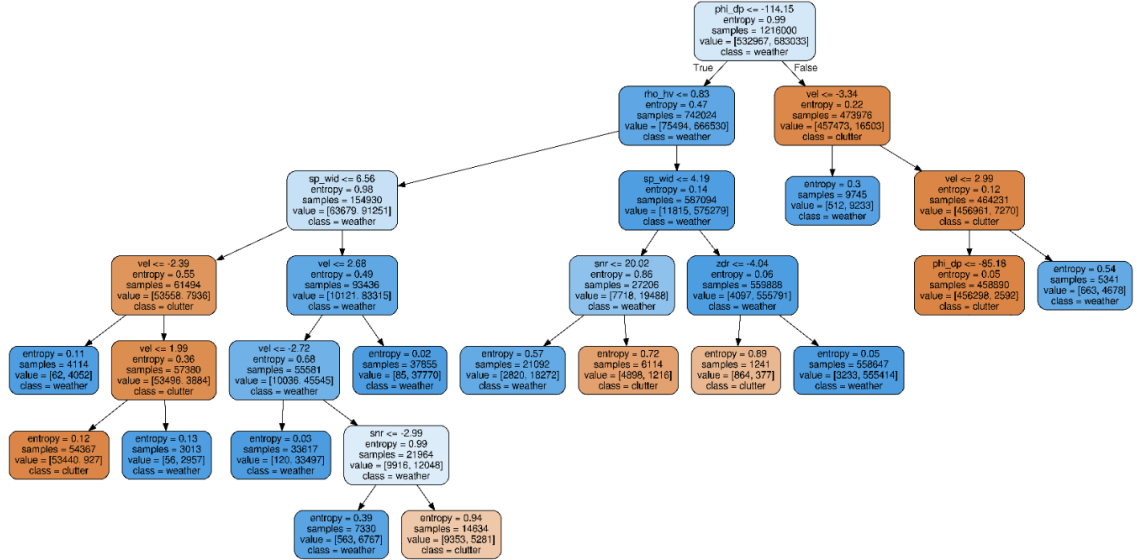 phi_dp <= -114.15
entropy = 0.99
samples = 1216000
value = [532967, 683033]
class = weather
True
False
rho_hv <= 0.83
entropy = 0.47
samples = 742024
value = [75494, 666530]
class = weather
vel <= -3.34
entropy = 0.22
samples = 473976
value = [457473, 16503]
class = clutter
sp_wid <= 6.56
entropy = 0.98
samples = 154930
value = [63679, 91251]
class = weather
sp_wid <= 4.19
entropy = 0.14
samples = 587094
value = [11815, 575279]
class = weather
entropy = 0.3
samples = 9745
value = [512, 9233]
class = weather
vel <= 2.99
entropy = 0.12
samples = 464231
value = [456961, 7270]
class = clutter
vel <= -2.39
entropy = 0.55
samples = 61494
value = [53558, 7936]
class = clutter
vel <= 2.68
entropy = 0.49
samples = 93436
value = [10121, 83315]
class = weather
snr <= 20.02
entropy = 0.86
samples = 27206
value = [7718, 19488]
class = weather
zdr <= -4.04
entropy = 0.06
samples = 559888
value = [4097, 555791]
class = weather
phi_dp <= -85.18
entropy = 0.05
samples = 458890
value = [456298, 2592]
class = clutter
entropy = 0.54
samples = 5341
value = [663, 4678]
class = weather
entropy = 0.11
samples = 4114
value = [62, 4052]
class = weather
vel <= 1.99
entropy = 0.36
samples = 57380
value = [53496, 3884]
class = clutter
vel <= -2.72
entropy = 0.68
samples = 55581
value = [10036, 45545]
class = weather
entropy = 0.02
samples = 37855
value = [85, 37770]
class = weather
entropy = 0.57
samples = 21092
value = [2820, 18272]
class = weather
entropy = 0.72
samples = 6114
value = [4898, 1216]
class = clutter
entropy = 0.89
samples = 1241
value = [864, 377]
class = clutter
entropy = 0.05
samples = 558647
value = [3233, 555414]
class = weather
entropy = 0.12
samples = 54367
value = [53440, 927]
class = clutter
entropy = 0.13
samples = 3013
value = [56, 2957]
class = weather
entropy = 0.03
samples = 33617
value = [120, 33497]
class = weather
snr <= -2.99
entropy = 0.99
samples = 21964
value = [9916, 12048]
class = weather
entropy = 0.39
samples = 7330
value = [563, 6767]
class = weather
entropy = 0.94
samples = 14634
value = [9353, 5281]
class = clutter